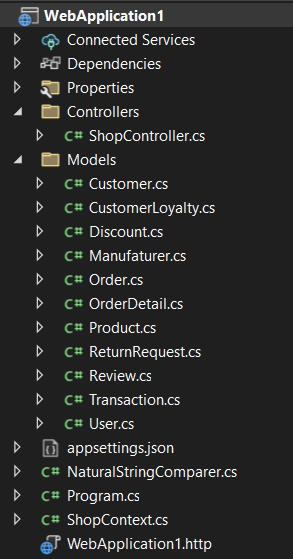 WebApplication1
Connected Services
Dependencies
Properties
Controllers
C# ShopController.cs
Models
C# Customer.cs
C# CustomerLoyalty.cs
C# Discount.cs
C# Manufaturer.cs
C# Order.cs
C# OrderDetail.cs
C# Product.cs
C# ReturnRequest.cs
C# Review.cs
C# Transaction.cs
C# User.cs
appsettings.json
C# NaturalStringComparer.cs
C# Program.cs
C# ShopContext.cs
WebApplication1.http